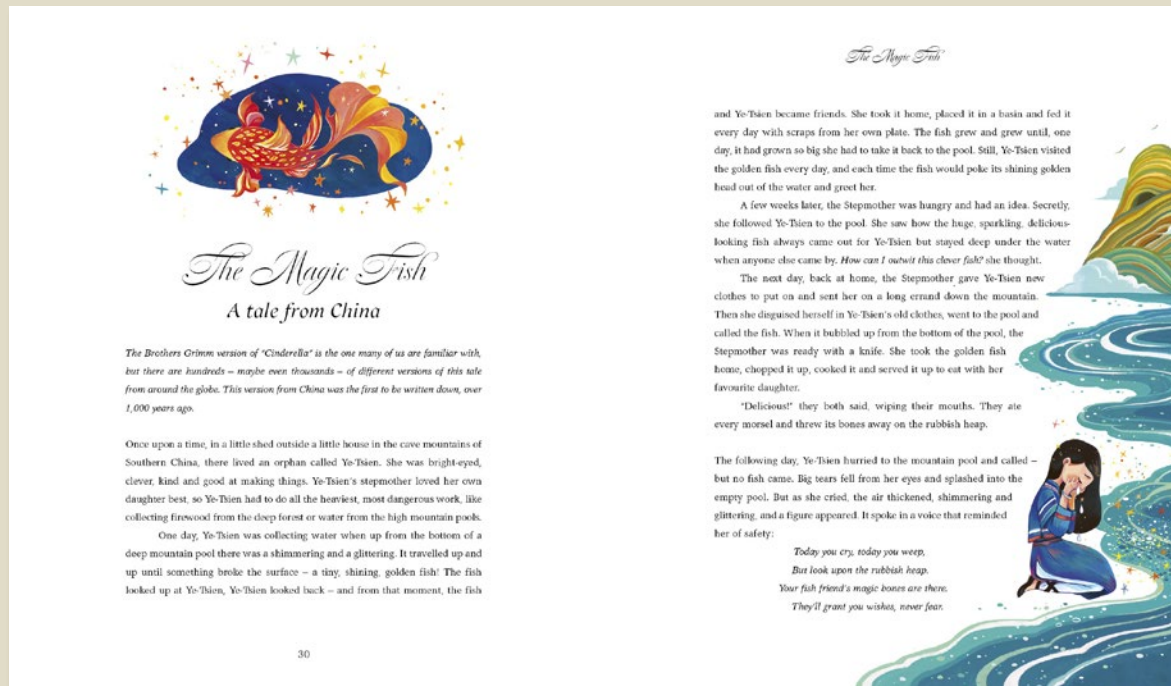 The Magic Fish
A tale from China
The Brothers Grimm version of "Cinderella" is the one many of us are familiar with,
but there are hundreds – maybe even thousands – of different versions of this tale
from around the globe. This version from China was the first to be written down, over
1,000 years ago.
Once upon a time, in a little shed outside a little house in the cave mountains of
Southern China, there lived an orphan called Ye-Tsien. She was bright-eyed,
clever, kind and good at making things. Ye-Tsien's stepmother loved her own
daughter best, so Ye-Tsien had to do all the heaviest, most dangerous work, like
collecting firewood from the deep forest or water from the high mountain pools.
One day, Ye-Tsien was collecting water when up from the bottom of a
deep mountain pool there was a shimmering and a glittering. It travelled up and
up until something broke the surface – a tiny, shining, golden fish! The fish
looked up at Ye-Tsien, Ye-Tsien looked back – and from that moment, the fish
30
The Magic Fish
and Ye-Tsien became friends. She took it home, placed it in a basin and fed it
every day with scraps from her own plate. The fish grew and grew until, one
day, it had grown so big she had to take it back to the pool. Still, Ye-Tsien visited
the golden fish every day, and each time the fish would poke its shining golden
head out of the water and greet her.
A few weeks later, the Stepmother was hungry and had an idea. Secretly,
she followed Ye-Tsien to the pool. She saw how the huge, sparkling, delicious-
looking fish always came out for Ye-Tsien but stayed deep under the water
when anyone else came by. How can I outwit this clever fish? she thought.
The next day, back at home, the Stepmother gave Ye-Tsien new
clothes to put on and sent her on a long errand down the mountain.
Then she disguised herself in Ye-Tsien's old clothes, went to the pool and
called the fish. When it bubbled up from the bottom of the pool, the
Stepmother was ready with a knife. She took the golden fish
home, chopped it up, cooked it and served it up to eat with her
favourite daughter.
"Delicious!" they both said, wiping their mouths. They ate
every morsel and threw its bones away on the rubbish heap.
The following day, Ye-Tsien hurried to the mountain pool and called –
but no fish came. Big tears fell from her eyes and splashed into the
empty pool. But as she cried, the air thickened, shimmering and
glittering, and a figure appeared. It spoke in a voice that reminded
her of safety:
Today you cry, today you weep,
But look upon the rubbish heap.
Your fish friend's magic bones are there.
They'll grant you wishes, never fear.